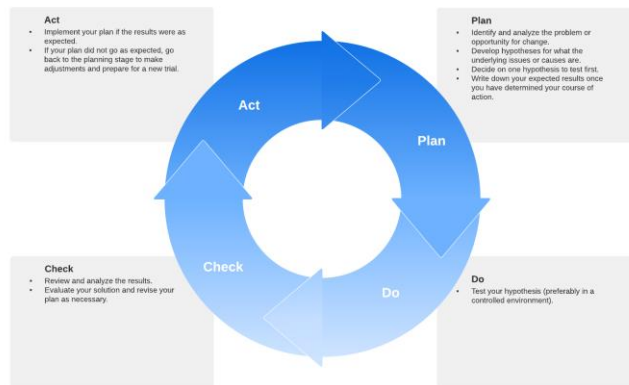 Act
• Implement your plan if the results were as
expected.
• If your plan did not go as expected, go
back to the planning stage to make
adjustments and prepare for a new trial.
Plan
• Identify and analyze the problem or
opportunity for change.
• Develop hypotheses for what the
underlying issues or causes are.
• Decide on one hypothesis to test first.
• Write down your expected results once
you have determined your course of
action.
Act
Plan
Check
Do
Check
• Review and analyze the results.
• Evaluate your solution and revise your
plan as necessary.
Do
• Test your hypothesis (preferably in a
controlled environment).